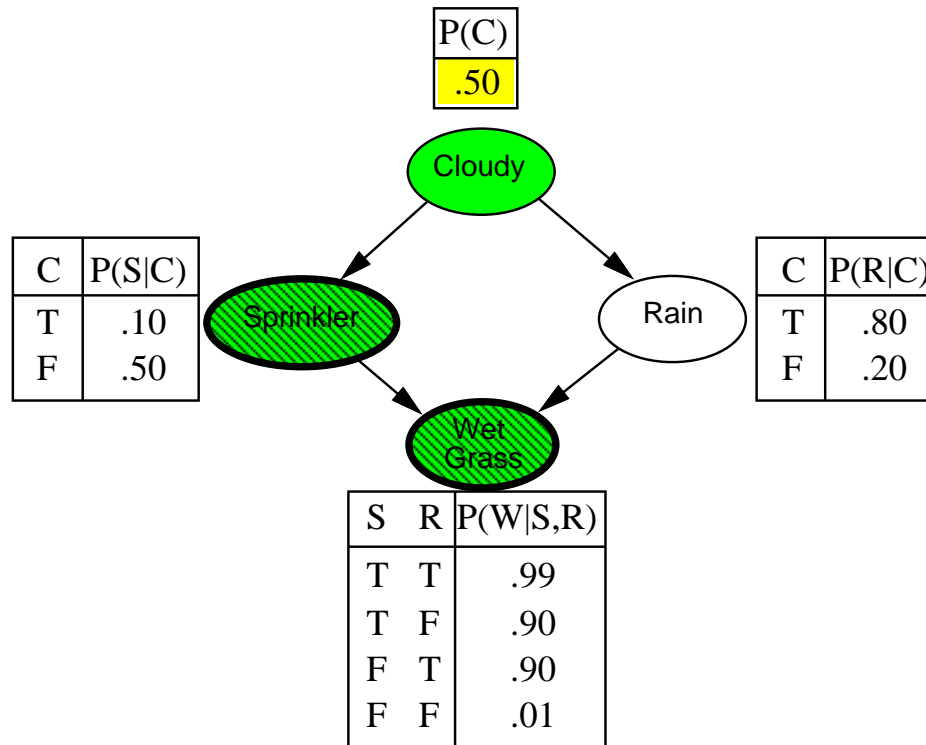 P(C)
.50
Cloudy
C P(S|C)
T .10
F .50
Sprinkler
Rain
C P(R|C)
T .80
F .20
Wet
Grass
S R P(W|S,R)
T T .99
T F .90
F T .90
F F .01